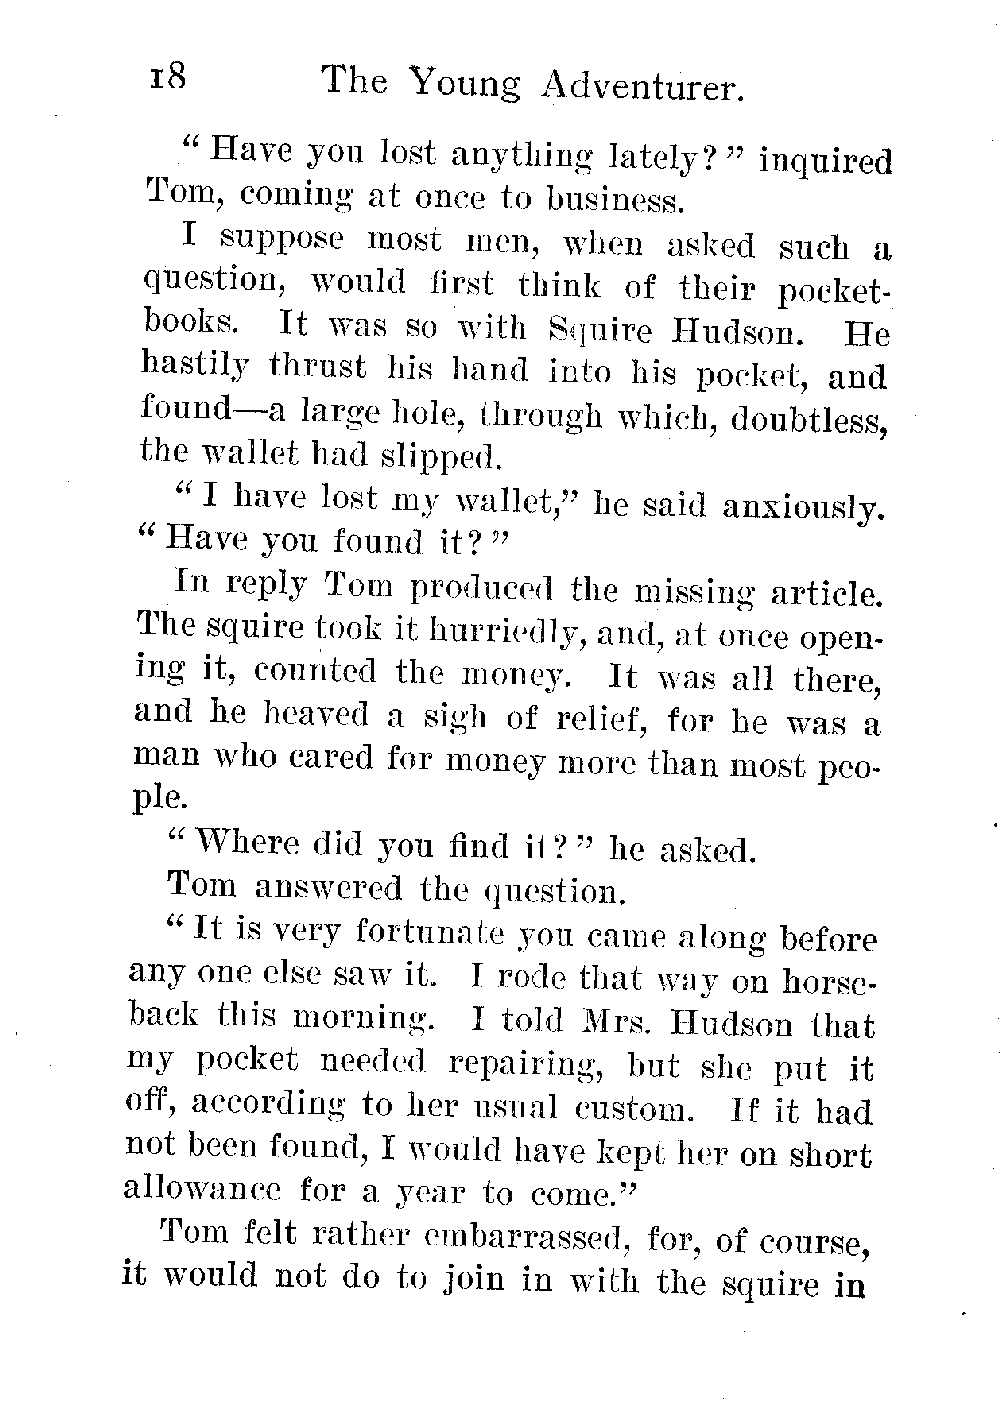 18 The Young Adventurer.
“ Have you lost anything lately? ” inquired
Tom, coming at once to business.
I suppose most men, when asked such a
question, would first think of their pocket-
books. It was so with Squire Hudson. He
hastily thrust his hand into his pocket, and
found—a large hole, through which, doubtless,
the wallet had slipped.
“ I have lost my wallet,” he said anxiously.
“ Have you found it? ”
In reply Tom produced the missing article.
The squire took it hurriedly, and, at once open-
ing it, counted the money. It was all there,
and he heaved a sigh of relief, for he was a
man who cared for money more than most peo-
ple.
“ Where did you find it? ” he asked.
Tom answered the question.
“ It is very fortunate you came along before
any one else saw it. I rode that way on horse-
back this morning. I told Mrs. Hudson that
my pocket needed repairing, but she put it
off, according to her usual custom. If it had
not been found, I would have kept her on short
allowance for a year to come.”
Tom felt rather embarrassed, for, of course,
it would not do to join in with the squire in